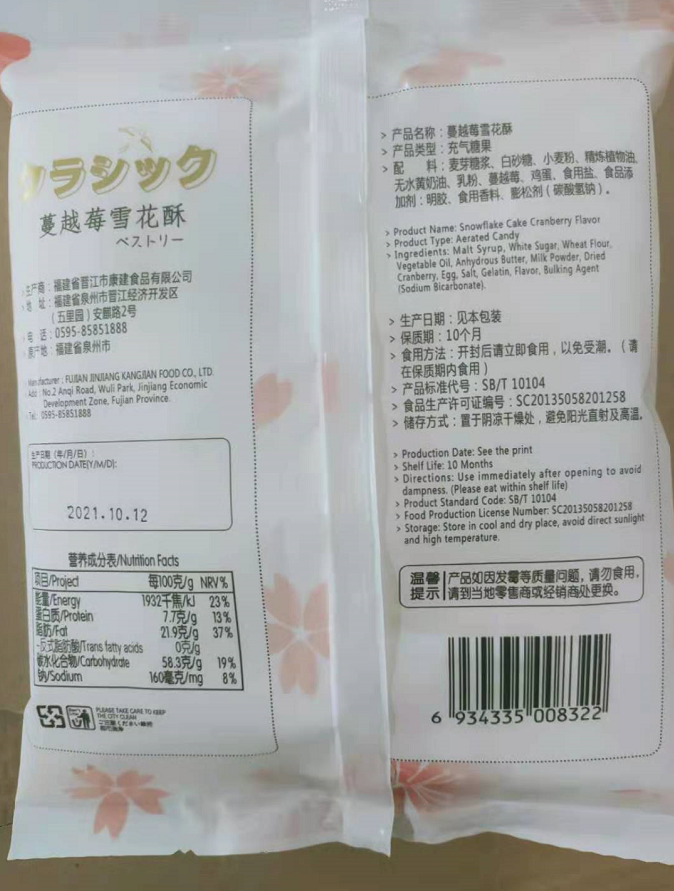 クラシック
蔓越莓雪花酥
ペストリー
生产商：福建省晋江市康建食品有限公司
地 址：福建省泉州市晋江经济开发区
（五里园）安麒路2号
电 话：0595-85851888
原产地：福建省泉州市
Manufacturer：FUJIAN JINJIANG KANGJIAN FOOD CO., LTD.
Add：No.2 Anqi Road, Wuli Park, Jinjiang Economic
Development Zone, Fujian Province.
Tel：0595-85851888
生产日期（年/月/日）：
PRODUCTION DATE(Y/M/D):
2021.10.12
营养成分表/Nutrition Facts
项目/Project 每100克/g NRV%
能量/Energy 1932千焦/kJ 23%
蛋白质/Protein 7.7克/g 13%
脂肪/Fat 21.9克/g 37%
-反式脂肪酸/Trans fatty acids 0克/g
碳水化合物/Carbohydrate 58.3克/g 19%
钠/Sodium 160毫克/mg 8%
PLEASE TAKE CARE TO KEEP
THE CITY CLEAN
> 产品名称：蔓越莓雪花酥
> 产品类型：充气糖果
> 配 料：麦芽糖浆、白砂糖、小麦粉、精炼植物油、
无水黄奶油、乳粉、蔓越莓、鸡蛋、食用盐、食品添
加剂：明胶、食用香料、膨松剂（碳酸氢钠）。
> Product Name: Snowflake Cake Cranberry Flavor
> Product Type: Aerated Candy
> Ingredients: Malt Syrup, White Sugar, Wheat Flour,
Vegetable Oil, Anhydrous Butter, Milk Powder, Dried
Cranberry, Egg, Salt, Gelatin, Flavor, Bulking Agent
(Sodium Bicarbonate).
> 生产日期：见本包装
> 保质期：10个月
> 食用方法：开封后请立即食用，以免受潮。（请
在保质期内食用）
> 产品标准代号：SB/T 10104
> 食品生产许可证编号：SC20135058201258
> 储存方式：置于阴凉干燥处，避免阳光直射及高温。
> Production Date: See the print
> Shelf Life: 10 Months
> Directions: Use immediately after opening to avoid
dampness. (Please eat within shelf life)
> Product Standard Code: SB/T 10104
> Food Production License Number: SC20135058201258
> Storage: Store in cool and dry place, avoid direct sunlight
and high temperature.
温馨 产品如因发霉等质量问题，请勿食用，
提示 请到当地零售商或经销商处更换。
6 934335 008322